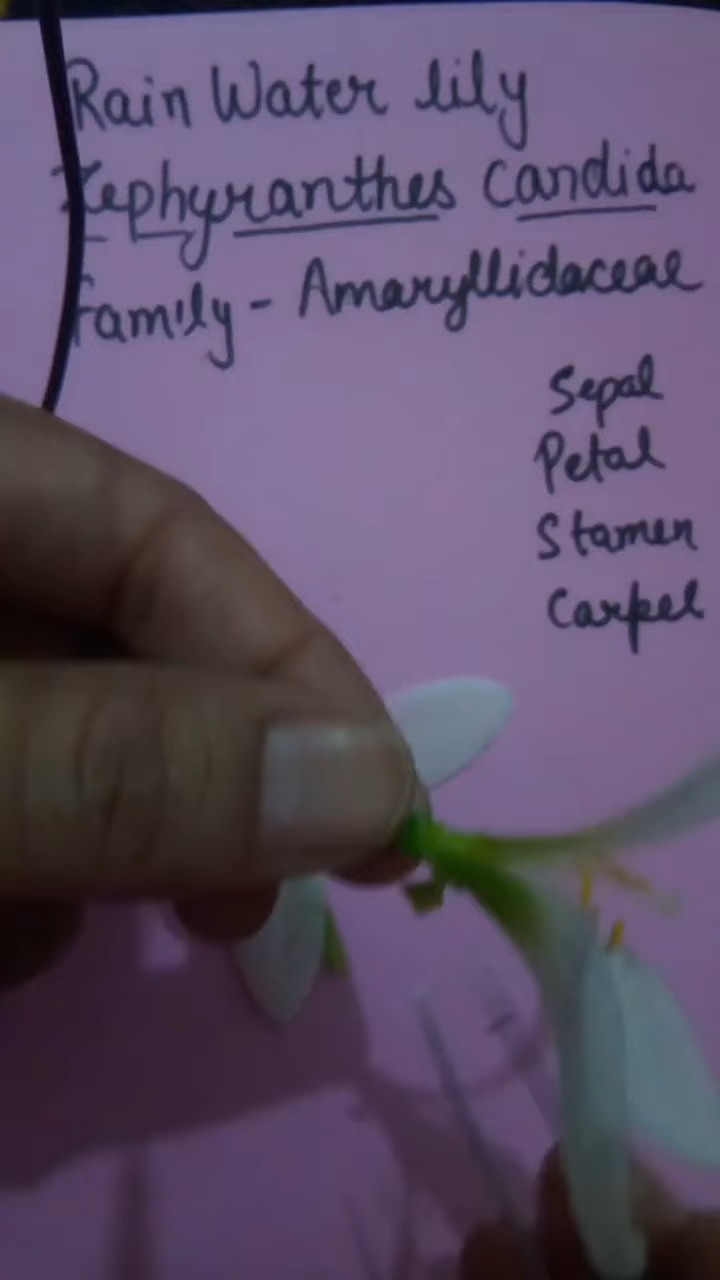 Rain Water lily
Zephyranthes Candida
Family - Amaryllidaceae
Sepal
Petal
Stamen
Carpel